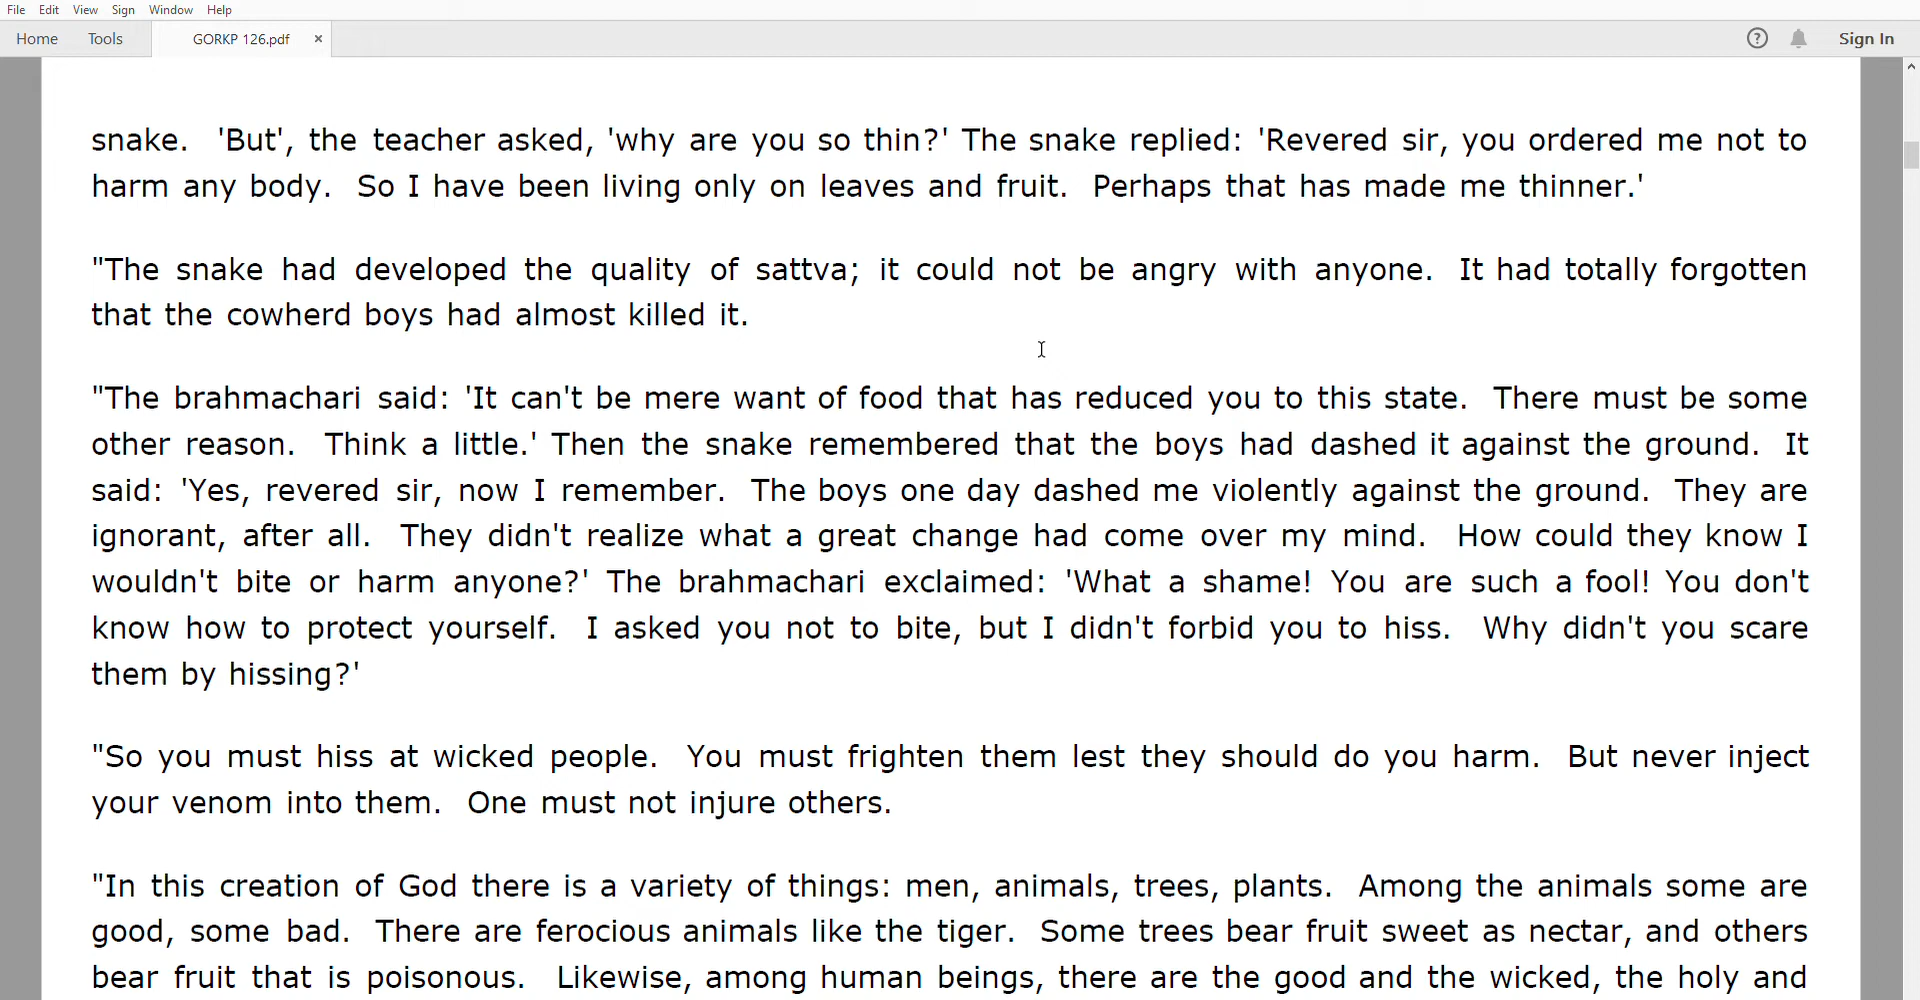 File Edit View Sign Window Help
Home Tools GORKP 126.pdf × ? Sign In
snake. 'But', the teacher asked, 'why are you so thin?' The snake replied: 'Revered sir, you ordered me not to
harm any body. So I have been living only on leaves and fruit. Perhaps that has made me thinner.'
"The snake had developed the quality of sattva; it could not be angry with anyone. It had totally forgotten
that the cowherd boys had almost killed it.
"The brahmachari said: 'It can't be mere want of food that has reduced you to this state. There must be some
other reason. Think a little.' Then the snake remembered that the boys had dashed it against the ground. It
said: 'Yes, revered sir, now I remember. The boys one day dashed me violently against the ground. They are
ignorant, after all. They didn't realize what a great change had come over my mind. How could they know I
wouldn't bite or harm anyone?' The brahmachari exclaimed: 'What a shame! You are such a fool! You don't
know how to protect yourself. I asked you not to bite, but I didn't forbid you to hiss. Why didn't you scare
them by hissing?'
"So you must hiss at wicked people. You must frighten them lest they should do you harm. But never inject
your venom into them. One must not injure others.
"In this creation of God there is a variety of things: men, animals, trees, plants. Among the animals some are
good, some bad. There are ferocious animals like the tiger. Some trees bear fruit sweet as nectar, and others
bear fruit that is poisonous. Likewise, among human beings, there are the good and the wicked, the holy and